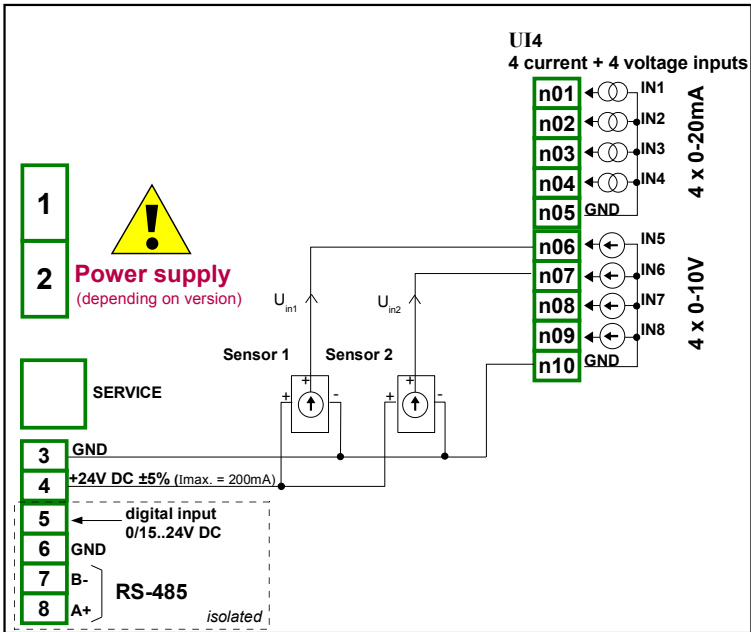 UI4
4 current + 4 voltage inputs
n01 IN1
n02 IN2
n03 IN3
n04 IN4
n05 GND
4 x 0-20mA
n06 IN5
n07 IN6
n08 IN7
n09 IN8
n10 GND
4 x 0-10V
1
2
!
Power supply
(depending on version)
Uin1
Uin2
Sensor 1
Sensor 2
+
+ -
+
+ -
SERVICE
3 GND
4 +24V DC ±5% (Imax. = 200mA)
5 digital input
0/15..24V DC
6 GND
7 B-
8 A+
RS-485
isolated